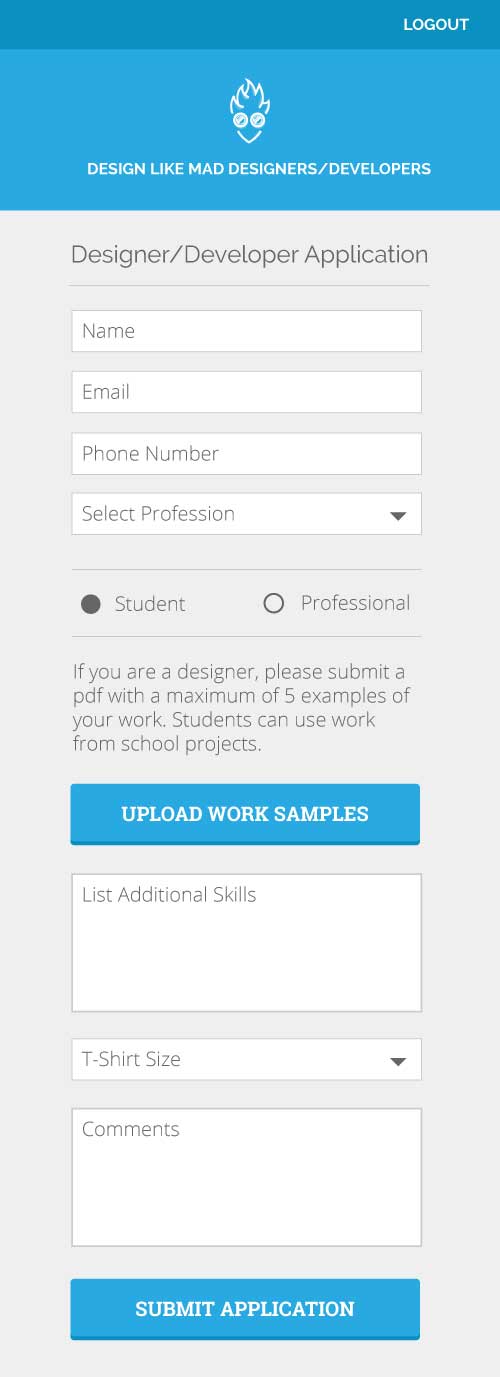 LOGOUT
DESIGN LIKE MAD DESIGNERS/DEVELOPERS
Designer/Developer Application
Name
Email
Phone Number
Select Profession
Student Professional
If you are a designer, please submit a
pdf with a maximum of 5 examples of
your work. Students can use work
from school projects.
UPLOAD WORK SAMPLES
List Additional Skills
T-Shirt Size
Comments
SUBMIT APPLICATION